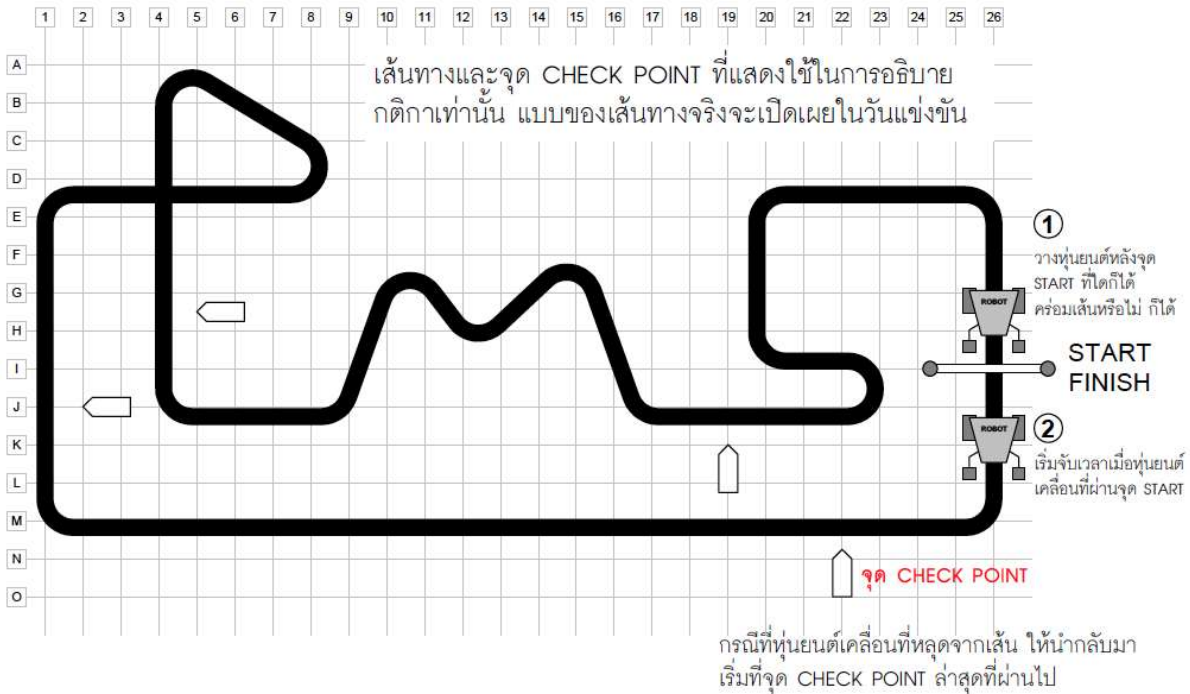 1 2 3 4 5 6 7 8 9 10 11 12 13 14 15 16 17 18 19 20 21 22 23 24 25 26
A
เส้นทางและจุด CHECK POINT ที่แสดงใช้ในการอธิบาย
B
กติกาเท่านั้น แบบของเส้นทางจริงจะเปิดเผยในวันแข่งขัน
C
D
E
1
F
วางหุ่นยนต์หลังจุด
START ที่ใดก็ได้
คร่อมเส้นหรือไม่ ก็ได้
G
ROBOT
H
START
I
FINISH
J
2
ROBOT
K
เริ่มจับเวลาเมื่อหุ่นยนต์
เคลื่อนที่ผ่านจุด START
L
M
N
จุด CHECK POINT
O
กรณีที่หุ่นยนต์เคลื่อนที่หลุดจากเส้น ให้นำกลับมา
เริ่มที่จุด CHECK POINT ล่าสุดที่ผ่านไป